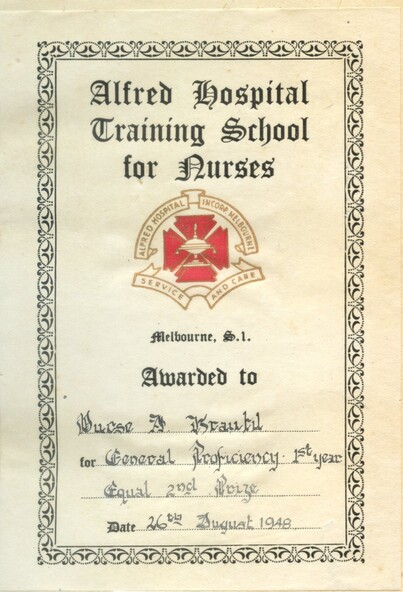 Alfred Hospital
Training School
for Nurses
ALFRED HOSPITAL INCORP. MELBOURNE
SERVICE AND CARE
Melbourne, S.1.
Awarded to
Nurse A.
for General Proficiency 1st year
Equal 2nd Prize
Date 26th August 1948.